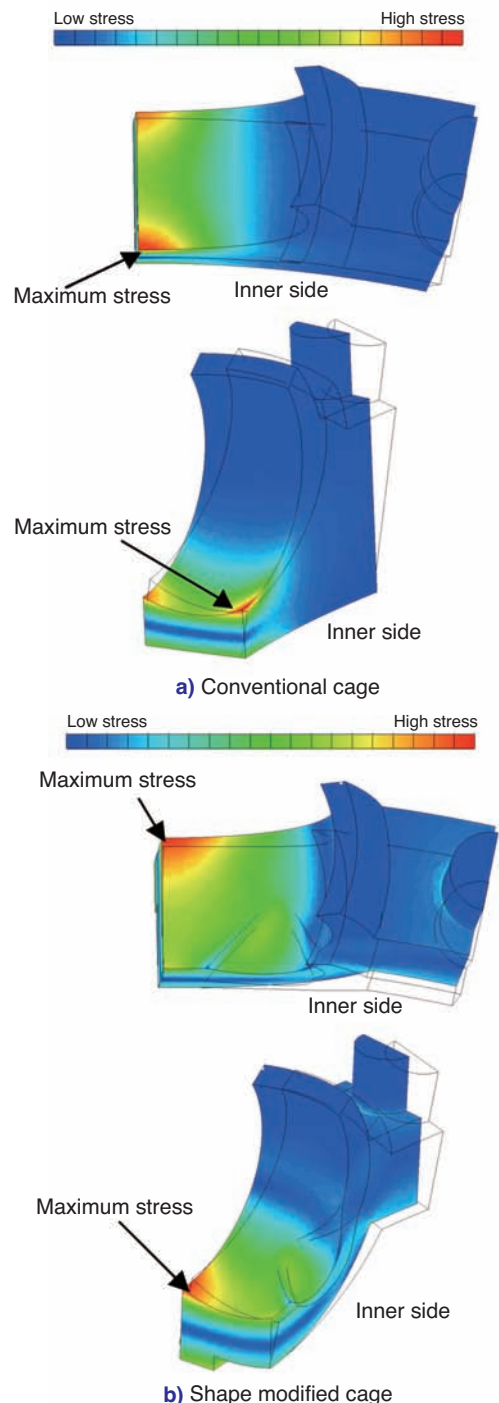 Low stress High stress
Maximum stress
Inner side
Maximum stress
Inner side
a) Conventional cage
Low stress High stress
Maximum stress
Inner side
Maximum stress
Inner side
b) Shape modified cage